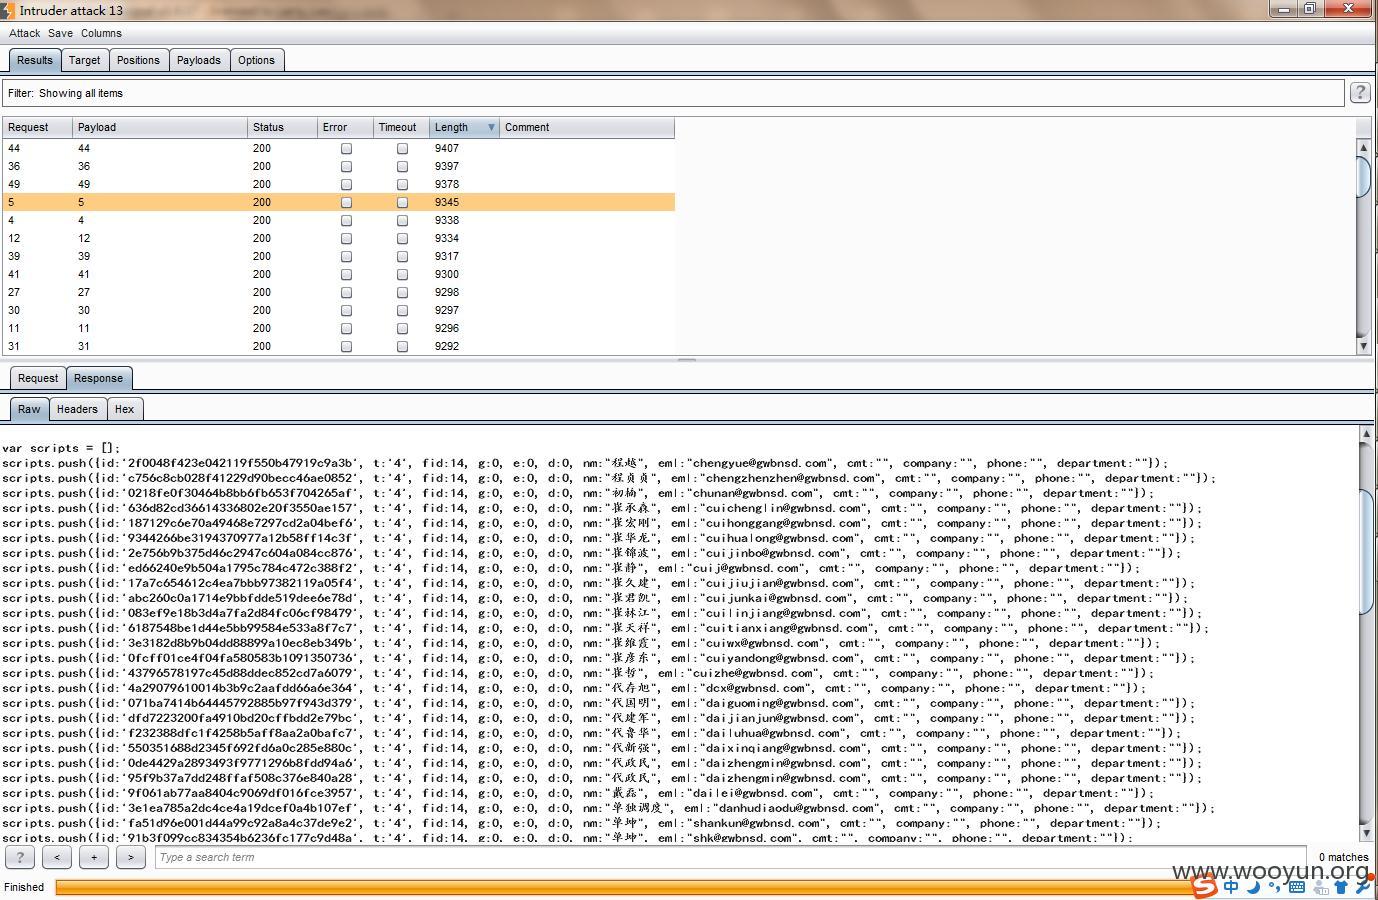 Intruder attack 13
Attack Save Columns
Results Target Positions Payloads Options
Filter: Showing all items
?
Request Payload Status Error Timeout Length Comment
44 44 200 9407
36 36 200 9397
49 49 200 9378
5 5 200 9345
4 4 200 9338
12 12 200 9334
39 39 200 9317
41 41 200 9300
27 27 200 9298
30 30 200 9297
11 11 200 9296
31 31 200 9292
Request Response
Raw Headers Hex
var scripts = [];
scripts.push({id:'2f0048f423e042119f550b47919c9a3b', t:'4', fid:14, g:0, e:0, d:0, nm:"程越", eml:"chengyue@gwbnsd.com", cmt:"", company:"", phone:"", department:""});
scripts.push({id:'c756c8cb028f41229d90becc46ae0852', t:'4', fid:14, g:0, e:0, d:0, nm:"程贞贞", eml:"chengzhenzhen@gwbnsd.com", cmt:"", company:"", phone:"", department:""});
scripts.push({id:'0218fe0f30464b8bb6fb653f704265af', t:'4', fid:14, g:0, e:0, d:0, nm:"初楠", eml:"chunan@gwbnsd.com", cmt:"", company:"", phone:"", department:""});
scripts.push({id:'636d82cd36614336802e20f3550ae157', t:'4', fid:14, g:0, e:0, d:0, nm:"崔承森", eml:"cuichenglin@gwbnsd.com", cmt:"", company:"", phone:"", department:""});
scripts.push({id:'187129c6e70a49468e7297cd2a04bef6', t:'4', fid:14, g:0, e:0, d:0, nm:"崔宏刚", eml:"cuihonggang@gwbnsd.com", cmt:"", company:"", phone:"", department:""});
scripts.push({id:'9344266be3194370977a12b58ff14c3f', t:'4', fid:14, g:0, e:0, d:0, nm:"崔华龙", eml:"cuihualong@gwbnsd.com", cmt:"", company:"", phone:"", department:""});
scripts.push({id:'2e756b9b375d46c2947c604a084cc876', t:'4', fid:14, g:0, e:0, d:0, nm:"崔锦波", eml:"cuijinbo@gwbnsd.com", cmt:"", company:"", phone:"", department:""});
scripts.push({id:'ed66240e9b504a1795c784c472c388f2', t:'4', fid:14, g:0, e:0, d:0, nm:"崔静", eml:"cuij@gwbnsd.com", cmt:"", company:"", phone:"", department:""});
scripts.push({id:'17a7c654612c4ea7bbb97382119a05f4', t:'4', fid:14, g:0, e:0, d:0, nm:"崔久建", eml:"cuijiujian@gwbnsd.com", cmt:"", company:"", phone:"", department:""});
scripts.push({id:'abc260c0a1714e9bbfdde519dee6e78d', t:'4', fid:14, g:0, e:0, d:0, nm:"崔君凯", eml:"cuijunkai@gwbnsd.com", cmt:"", company:"", phone:"", department:""});
scripts.push({id:'083ef9e18b3d4a7fa2d84fc06cf98479', t:'4', fid:14, g:0, e:0, d:0, nm:"崔林江", eml:"cuilinjiang@gwbnsd.com", cmt:"", company:"", phone:"", department:""});
scripts.push({id:'6187548be1d44e5bb99584e533a8f7c7', t:'4', fid:14, g:0, e:0, d:0, nm:"崔天祥", eml:"cuitianxiang@gwbnsd.com", cmt:"", company:"", phone:"", department:""});
scripts.push({id:'3e3182d8b9b04dd88899a10ec8eb349b', t:'4', fid:14, g:0, e:0, d:0, nm:"崔维霞", eml:"cuiwx@gwbnsd.com", cmt:"", company:"", phone:"", department:""});
scripts.push({id:'0fcff01ce4f04fa580583b1091350736', t:'4', fid:14, g:0, e:0, d:0, nm:"崔彦东", eml:"cuiyandong@gwbnsd.com", cmt:"", company:"", phone:"", department:""});
scripts.push({id:'43796578197c45d88ddec852cd7a6079', t:'4', fid:14, g:0, e:0, d:0, nm:"崔哲", eml:"cuizhe@gwbnsd.com", cmt:"", company:"", phone:"", department:""});
scripts.push({id:'4a29079610014b3b9c2aafdd66a6e364', t:'4', fid:14, g:0, e:0, d:0, nm:"代存旭", eml:"dcx@gwbnsd.com", cmt:"", company:"", phone:"", department:""});
scripts.push({id:'071ba7414b64445792885b97f943d379', t:'4', fid:14, g:0, e:0, d:0, nm:"代国明", eml:"daiguoming@gwbnsd.com", cmt:"", company:"", phone:"", department:""});
scripts.push({id:'dfd7223200fa4910bd20cffbdd2e79bc', t:'4', fid:14, g:0, e:0, d:0, nm:"代建军", eml:"daijianjun@gwbnsd.com", cmt:"", company:"", phone:"", department:""});
scripts.push({id:'f232388dfc1f4258b5aff8aa2a0bafc7', t:'4', fid:14, g:0, e:0, d:0, nm:"代鲁华", eml:"dailuhua@gwbnsd.com", cmt:"", company:"", phone:"", department:""});
scripts.push({id:'550351688d2345f692fd6a0c285e880c', t:'4', fid:14, g:0, e:0, d:0, nm:"代新强", eml:"daixinqiang@gwbnsd.com", cmt:"", company:"", phone:"", department:""});
scripts.push({id:'0de4429a2893493f9771296b8fdd94a6', t:'4', fid:14, g:0, e:0, d:0, nm:"代政民", eml:"daizhengmin@gwbnsd.com", cmt:"", company:"", phone:"", department:""});
scripts.push({id:'95f9b37a7dd248ffaf508c376e840a28', t:'4', fid:14, g:0, e:0, d:0, nm:"代政民", eml:"daizhengmin@gwbnsd.com", cmt:"", company:"", phone:"", department:""});
scripts.push({id:'9f061ab77aa8404c9069df016fce3957', t:'4', fid:14, g:0, e:0, d:0, nm:"戴磊", eml:"dailei@gwbnsd.com", cmt:"", company:"", phone:"", department:""});
scripts.push({id:'3e1ea785a2dc4ce4a19dcef0a4b107ef', t:'4', fid:14, g:0, e:0, d:0, nm:"单独调度", eml:"danhudiaodu@gwbnsd.com", cmt:"", company:"", phone:"", department:""});
scripts.push({id:'fa51d96e001d44a99c92a8a4c37de9e2', t:'4', fid:14, g:0, e:0, d:0, nm:"单坤", eml:"shankun@gwbnsd.com", cmt:"", company:"", phone:"", department:""});
scripts.push({id:'91b3f099cc834354b6236fc177c9d48a', t:'4', fid:14, g:0, e:0, d:0, nm:"单坤", eml:"shk@gwbnsd.com", cmt:"", company:"", phone:"", department:""});
? < + > Type a search term 0 matches
www.wooyun.org
Finished
S 中